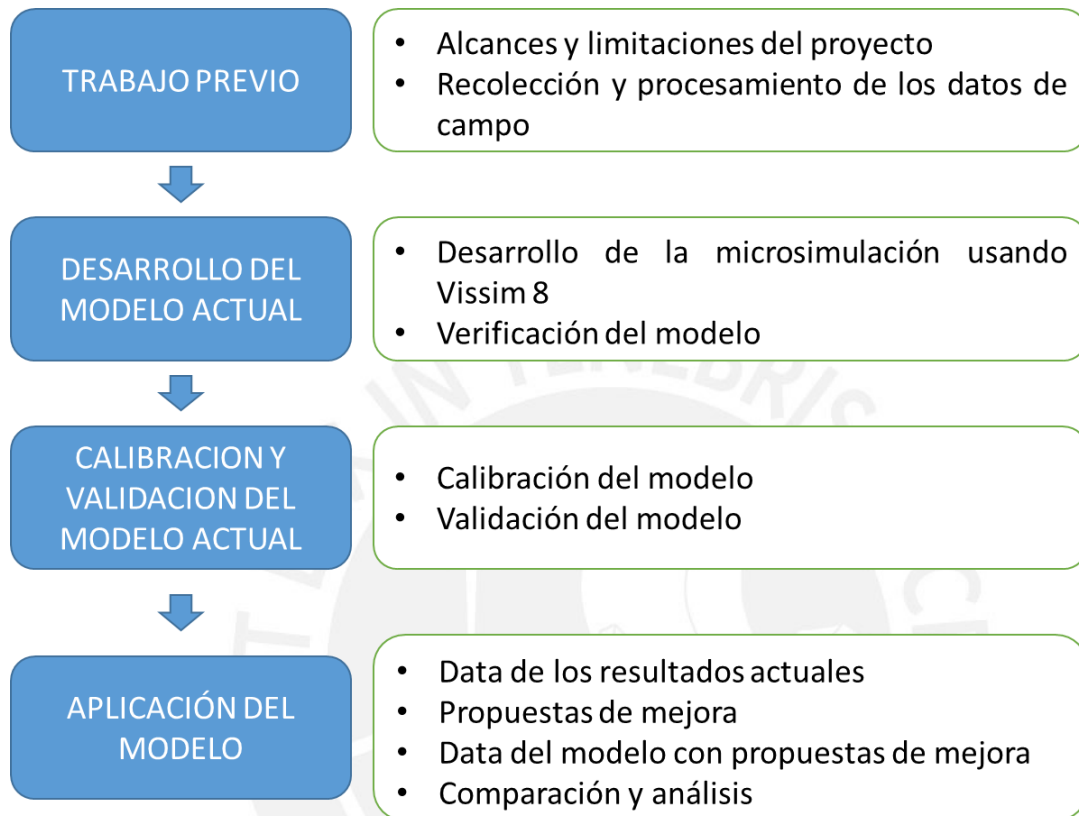 TRABAJO PREVIO
• Alcances y limitaciones del proyecto
• Recolección y procesamiento de los datos de
campo
DESARROLLO DEL
MODELO ACTUAL
• Desarrollo de la microsimulación usando
Vissim 8
• Verificación del modelo
CALIBRACION Y
VALIDACION DEL
MODELO ACTUAL
• Calibración del modelo
• Validación del modelo
APLICACIÓN DEL
MODELO
• Data de los resultados actuales
• Propuestas de mejora
• Data del modelo con propuestas de mejora
• Comparación y análisis
IN TENEBRIS